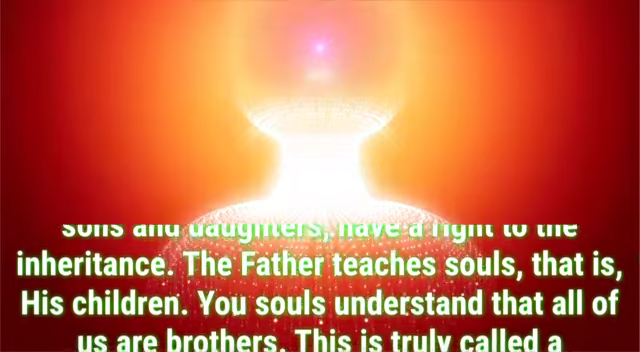 sons and daughters, have a right to the
inheritance. The Father teaches souls, that is,
His children. You souls understand that all of
us are brothers. This is truly called a